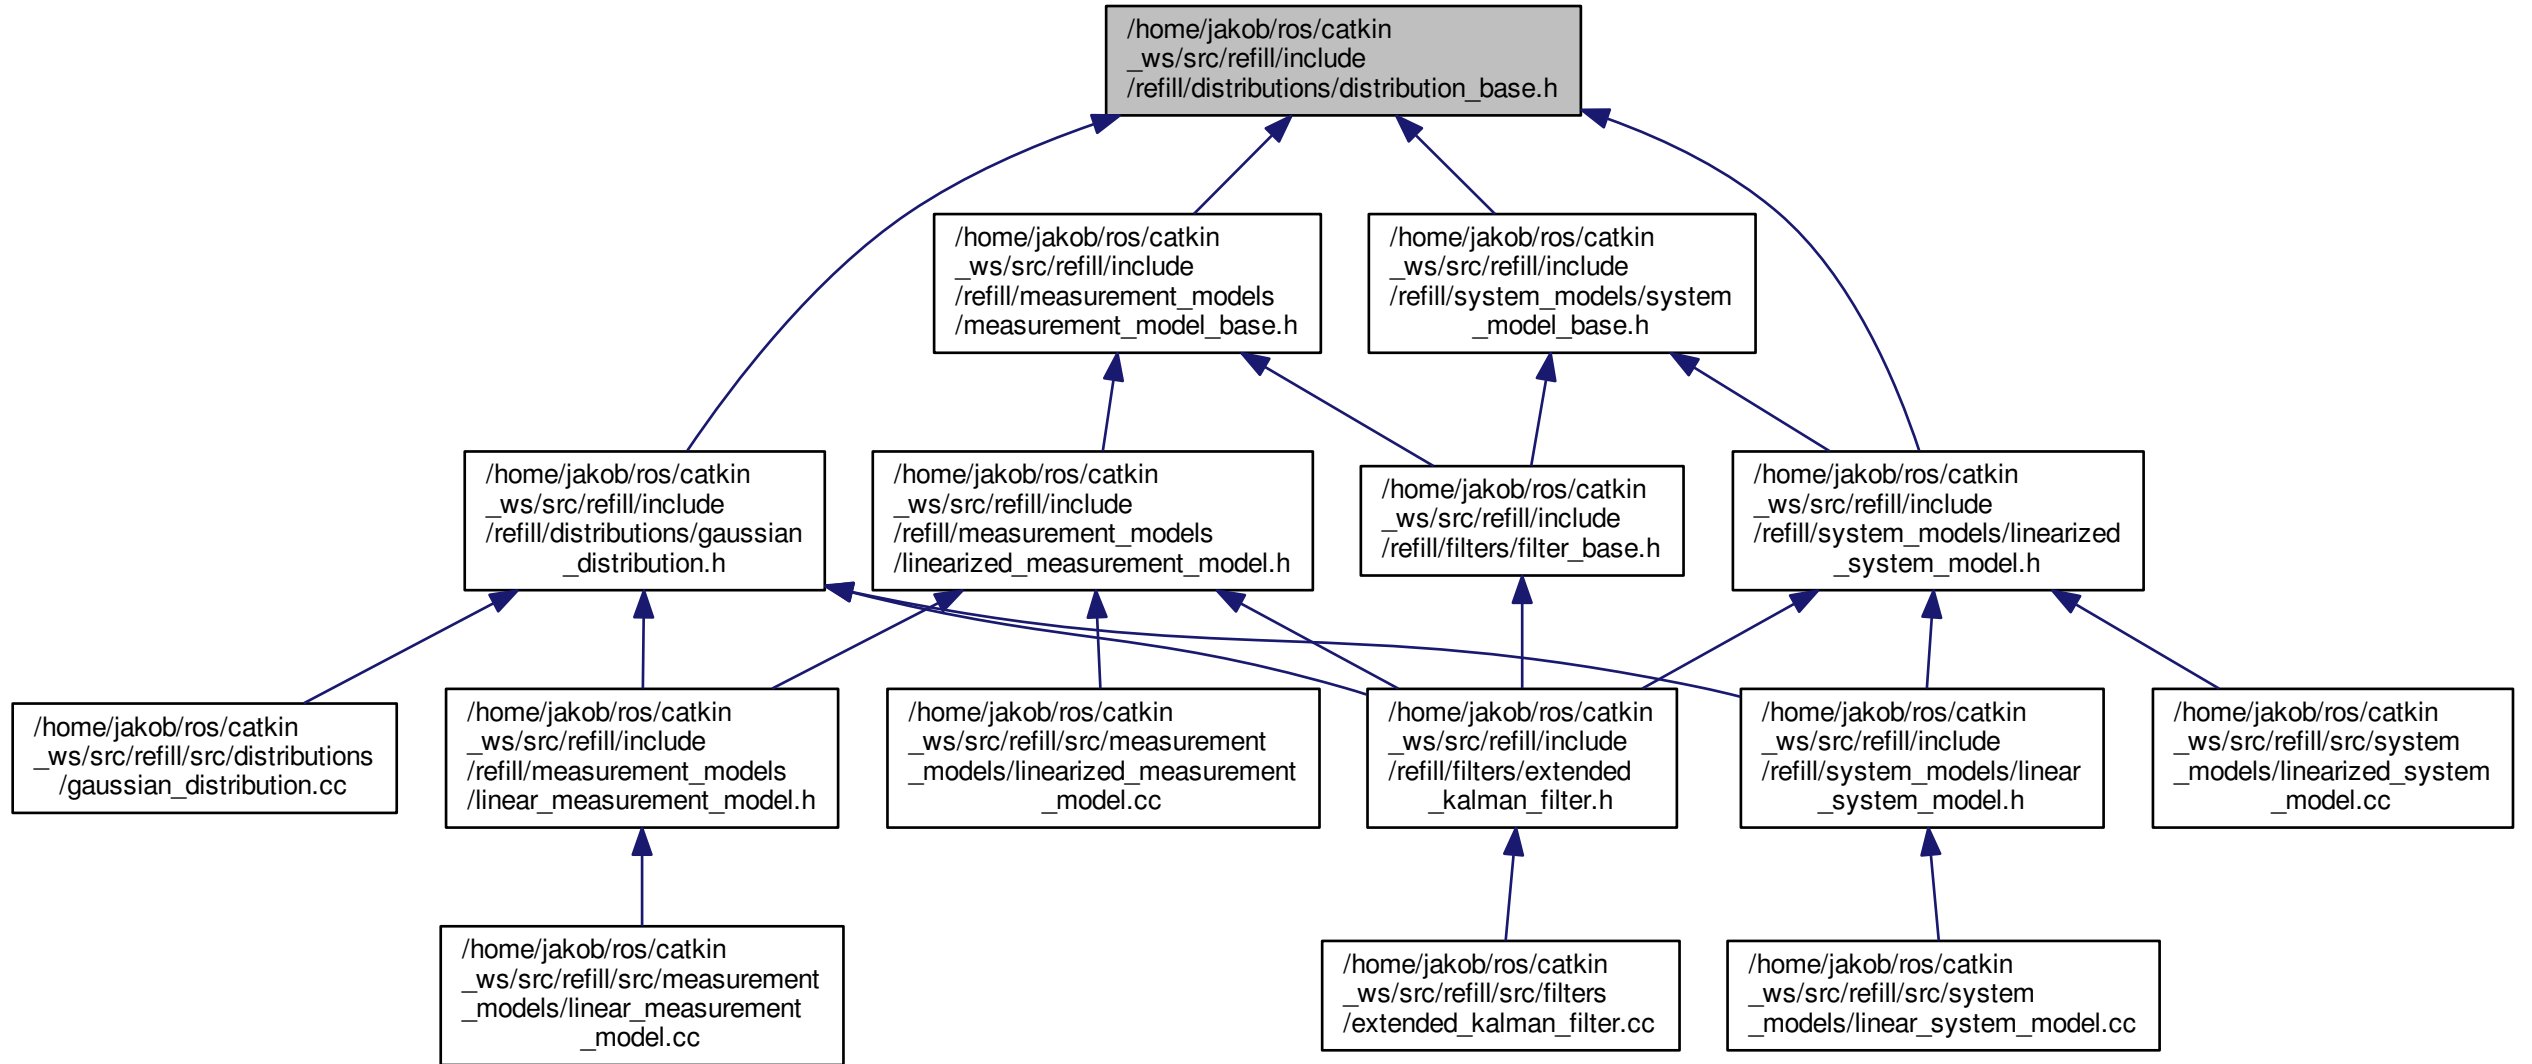 /home/jakob/ros/catkin
_ws/src/refill/include
/refill/distributions/distribution_base.h
/home/jakob/ros/catkin
_ws/src/refill/include
/refill/measurement_models
/measurement_model_base.h
/home/jakob/ros/catkin
_ws/src/refill/include
/refill/system_models/system
_model_base.h
/home/jakob/ros/catkin
_ws/src/refill/include
/refill/distributions/gaussian
_distribution.h
/home/jakob/ros/catkin
_ws/src/refill/include
/refill/measurement_models
/linearized_measurement_model.h
/home/jakob/ros/catkin
_ws/src/refill/include
/refill/filters/filter_base.h
/home/jakob/ros/catkin
_ws/src/refill/include
/refill/system_models/linearized
_system_model.h
/home/jakob/ros/catkin
_ws/src/refill/src/distributions
/gaussian_distribution.cc
/home/jakob/ros/catkin
_ws/src/refill/include
/refill/measurement_models
/linear_measurement_model.h
/home/jakob/ros/catkin
_ws/src/refill/src/measurement
_models/linearized_measurement
_model.cc
/home/jakob/ros/catkin
_ws/src/refill/include
/refill/filters/extended
_kalman_filter.h
/home/jakob/ros/catkin
_ws/src/refill/include
/refill/system_models/linear
_system_model.h
/home/jakob/ros/catkin
_ws/src/refill/src/system
_models/linearized_system
_model.cc
/home/jakob/ros/catkin
_ws/src/refill/src/measurement
_models/linear_measurement
_model.cc
/home/jakob/ros/catkin
_ws/src/refill/src/filters
/extended_kalman_filter.cc
/home/jakob/ros/catkin
_ws/src/refill/src/system
_models/linear_system_model.cc